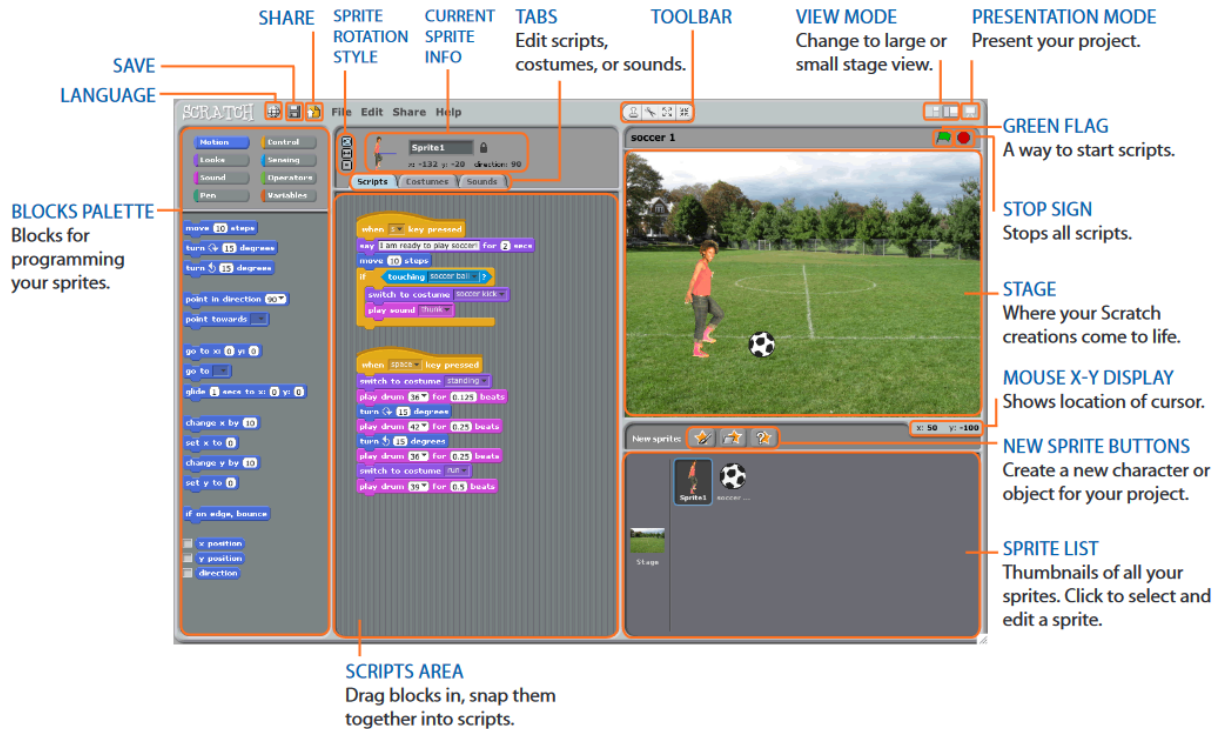 SHARE
SPRITE
ROTATION
STYLE
CURRENT
SPRITE
INFO
TABS
Edit scripts,
costumes, or sounds.
TOOLBAR
VIEW MODE
Change to large or
small stage view.
PRESENTATION MODE
Present your project.
SAVE
LANGUAGE
SCRATCH
File Edit Share Help
GREEN FLAG
A way to start scripts.
STOP SIGN
Stops all scripts.
STAGE
Where your Scratch
creations come to life.
MOUSE X-Y DISPLAY
Shows location of cursor.
NEW SPRITE BUTTONS
Create a new character or
object for your project.
SPRITE LIST
Thumbnails of all your
sprites. Click to select and
edit a sprite.
BLOCKS PALETTE
Blocks for
programming
your sprites.
Motion Control
Looks Sensing
Sound Operators
Pen Variables
move 10 steps
turn 15 degrees
turn 15 degrees
point in direction 90
point towards
go to x: 0 y: 0
go to
glide 1 secs to x: 0 y: 0
change x by 10
set x to 0
change y by 10
set y to 0
if on edge, bounce
x position
y position
direction
Sprite1
x: -132 y: -20 direction: 90
Scripts Costumes Sounds
when s key pressed
say I am ready to play soccer! for 2 secs
move 10 steps
if touching soccer ball ?
switch to costume soccer kick
play sound Thunk
when space key pressed
switch to costume standing
play drum 36 for 0.125 beats
turn 15 degrees
play drum 42 for 0.25 beats
turn 15 degrees
play drum 36 for 0.25 beats
switch to costume run
play drum 39 for 0.5 beats
soccer 1
x: 50 y: -100
New sprite:
Sprite1 soccer ...
Stage
SCRIPTS AREA
Drag blocks in, snap them
together into scripts.